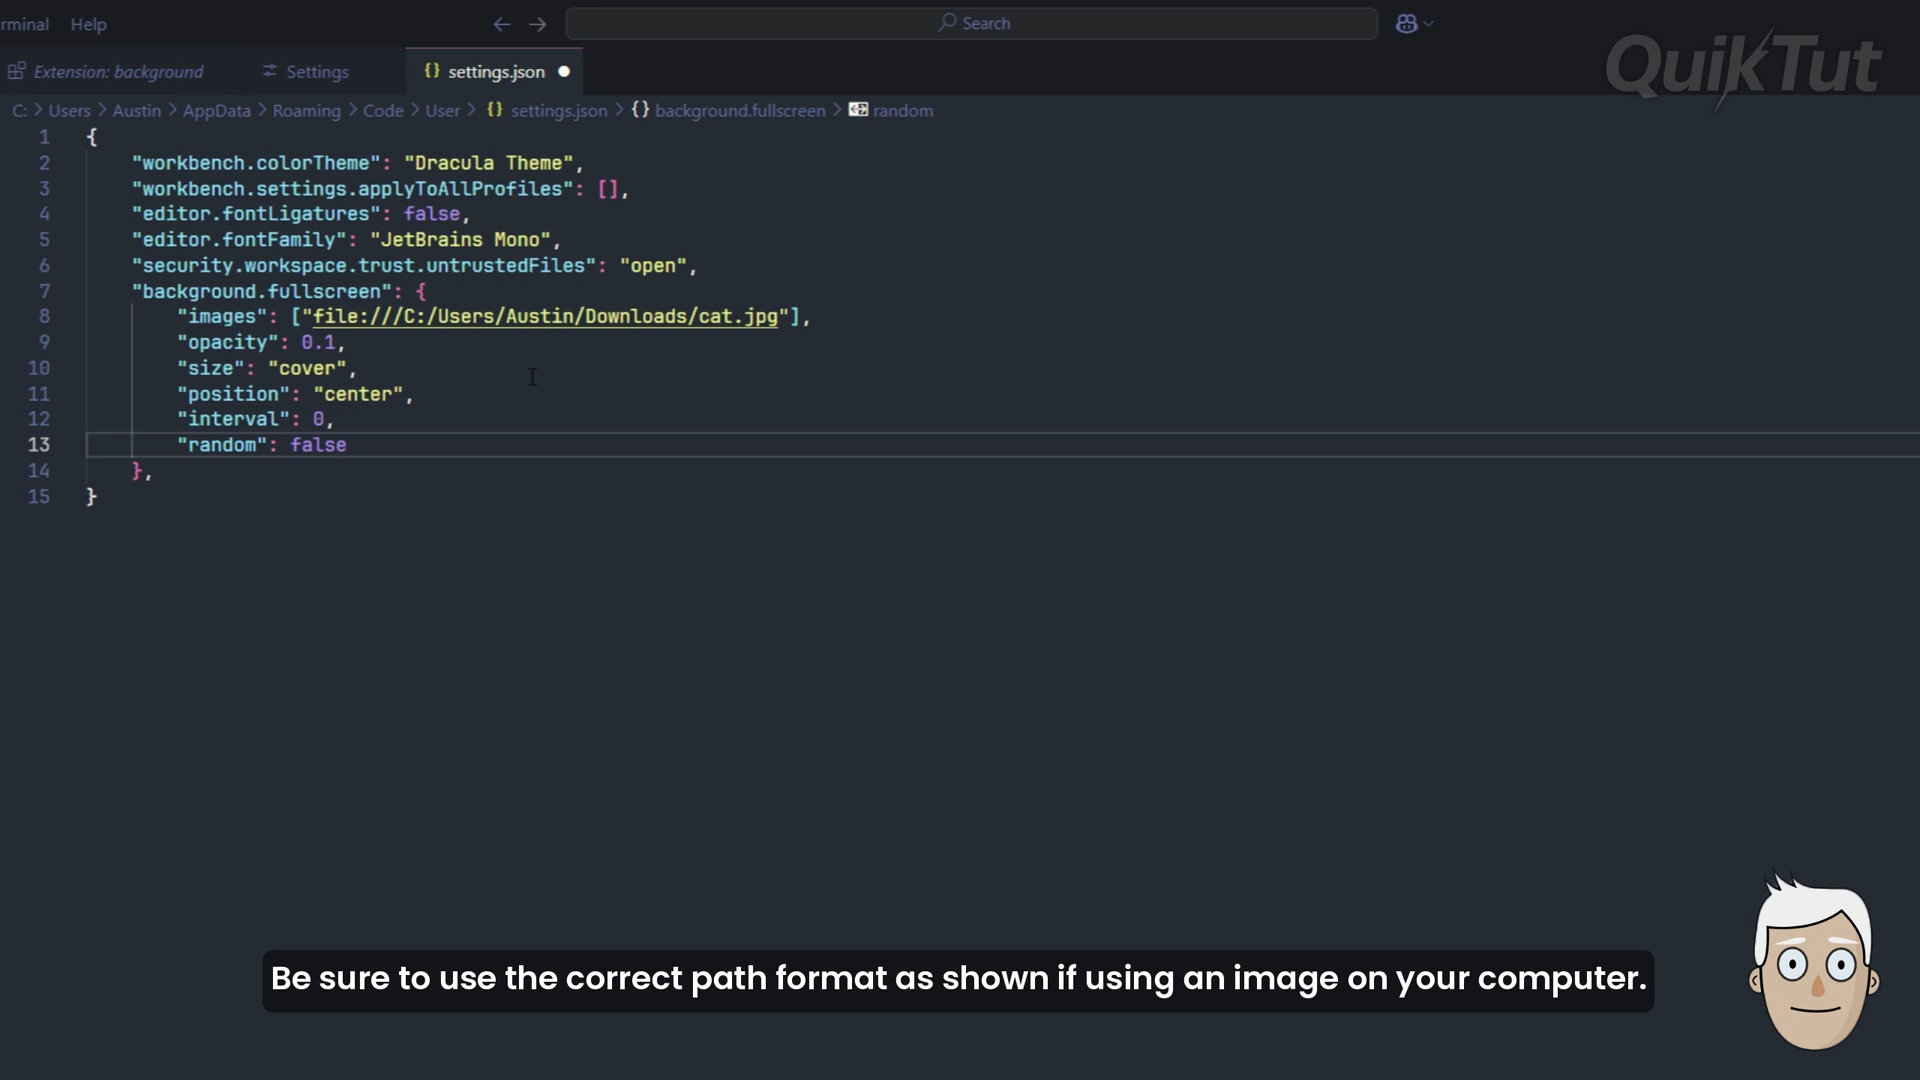 rminal Help Search
Extension: background Settings {} settings.json
QuikTut
C: > Users > Austin > AppData > Roaming > Code > User > {} settings.json > {} background.fullscreen > random
1 {
2 "workbench.colorTheme": "Dracula Theme",
3 "workbench.settings.applyToAllProfiles": [],
4 "editor.fontLigatures": false,
5 "editor.fontFamily": "JetBrains Mono",
6 "security.workspace.trust.untrustedFiles": "open",
7 "background.fullscreen": {
8 "images": ["file:///C:/Users/Austin/Downloads/cat.jpg"],
9 "opacity": 0.1,
10 "size": "cover",
11 "position": "center",
12 "interval": 0,
13 "random": false
14 },
15 }
Be sure to use the correct path format as shown if using an image on your computer.